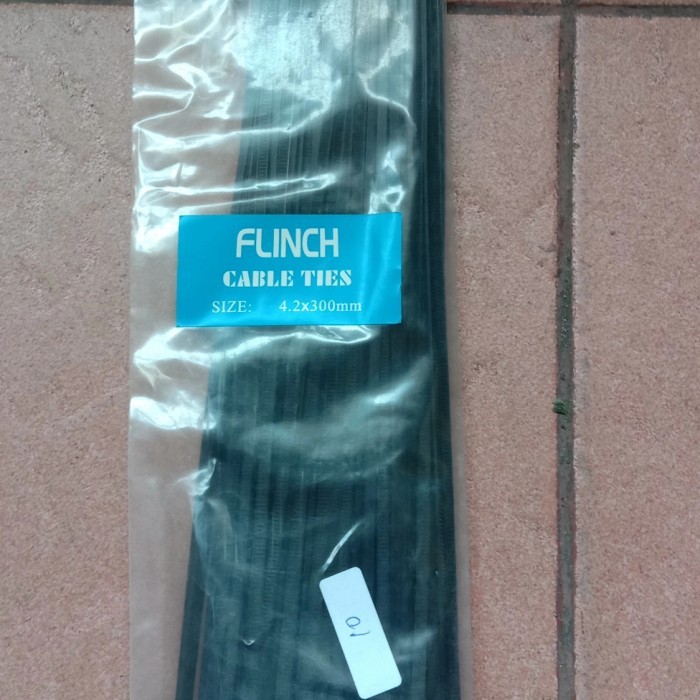 FLINCH
CABLE TIES
SIZE: 4.2x300mm